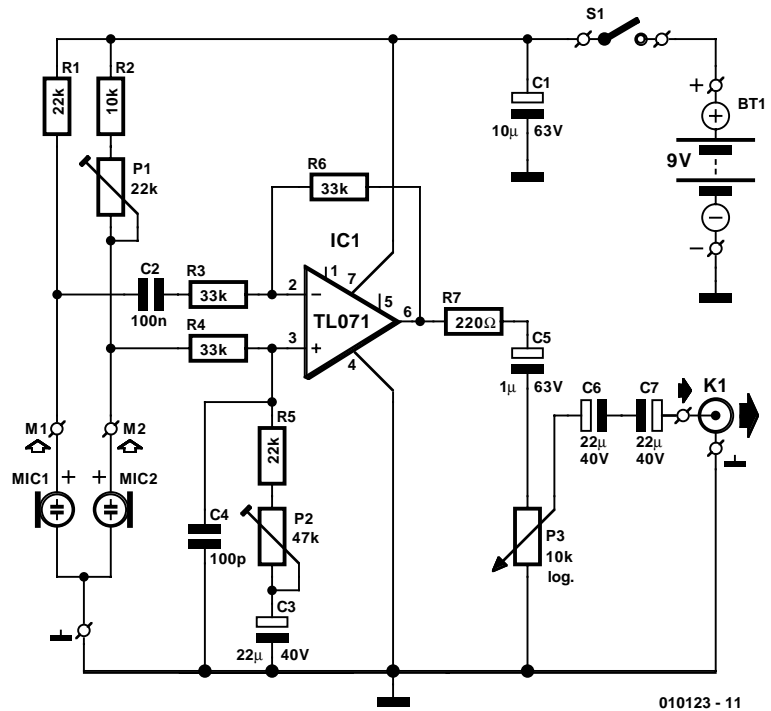 S1
R1
R2
22k
10k
C1
10µ
63V
+
BT1
+
9V
−
−
P1
22k
R6
33k
IC1
1
7
C2
100n
R3
33k
2
−
TL071
5
6
R7
220Ω
R4
33k
3
+
4
C5
1µ
63V
C6
22µ
40V
C7
22µ
40V
K1
M1
M2
MIC1
+
+
MIC2
R5
22k
C4
100p
P2
47k
P3
10k
log.
C3
22µ
40V
010123 - 11